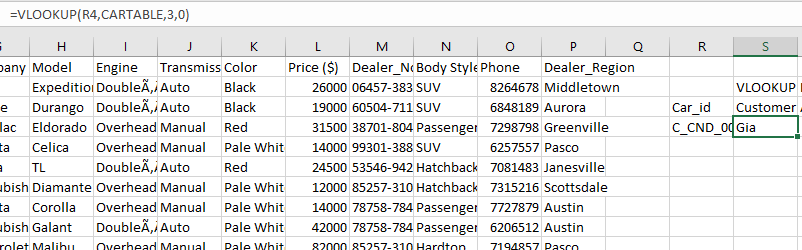 =VLOOKUP(R4,CARTABLE,3,0)
G H I J K L M N O P Q R S
pany Model Engine Transmiss Color Price ($) Dealer_No Body Style Phone Dealer_Region
Expedition DoubleÃ‚Â Auto Black 26000 06457-383 SUV 8264678 Middletown VLOOKUP
e Durango DoubleÃ‚Â Auto Black 19000 60504-711 SUV 6848189 Aurora Car_id Customer
lac Eldorado Overhead Manual Red 31500 38701-804 Passenger 7298798 Greenville C_CND_00 Gia
ta Celica Overhead Manual Pale Whit 14000 99301-388 SUV 6257557 Pasco
a TL DoubleÃ‚Â Auto Red 24500 53546-942 Hatchback 7081483 Janesville
ubish Diamante Overhead Manual Pale Whit 12000 85257-310 Hatchback 7315216 Scottsdale
ta Corolla Overhead Manual Pale Whit 14000 78758-784 Passenger 7727879 Austin
ubish Galant DoubleÃ‚Â Auto Pale Whit 42000 78758-784 Passenger 6206512 Austin
rolet Malibu Overhead Manual Pale Whit 82000 85257-310 Hardtop 7194857 Pasco